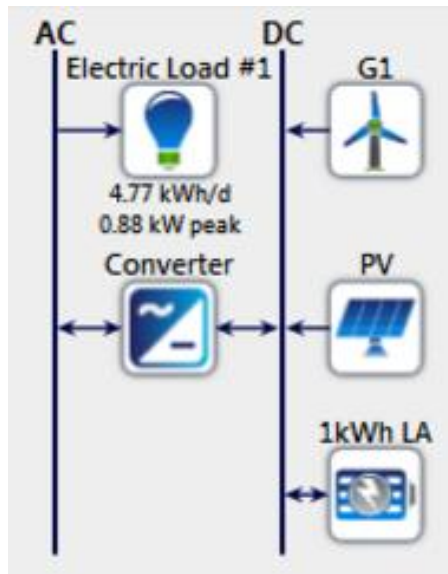 AC DC
Electric Load #1 G1
4.77 kWh/d
0.88 kW peak
Converter PV
1kWh LA